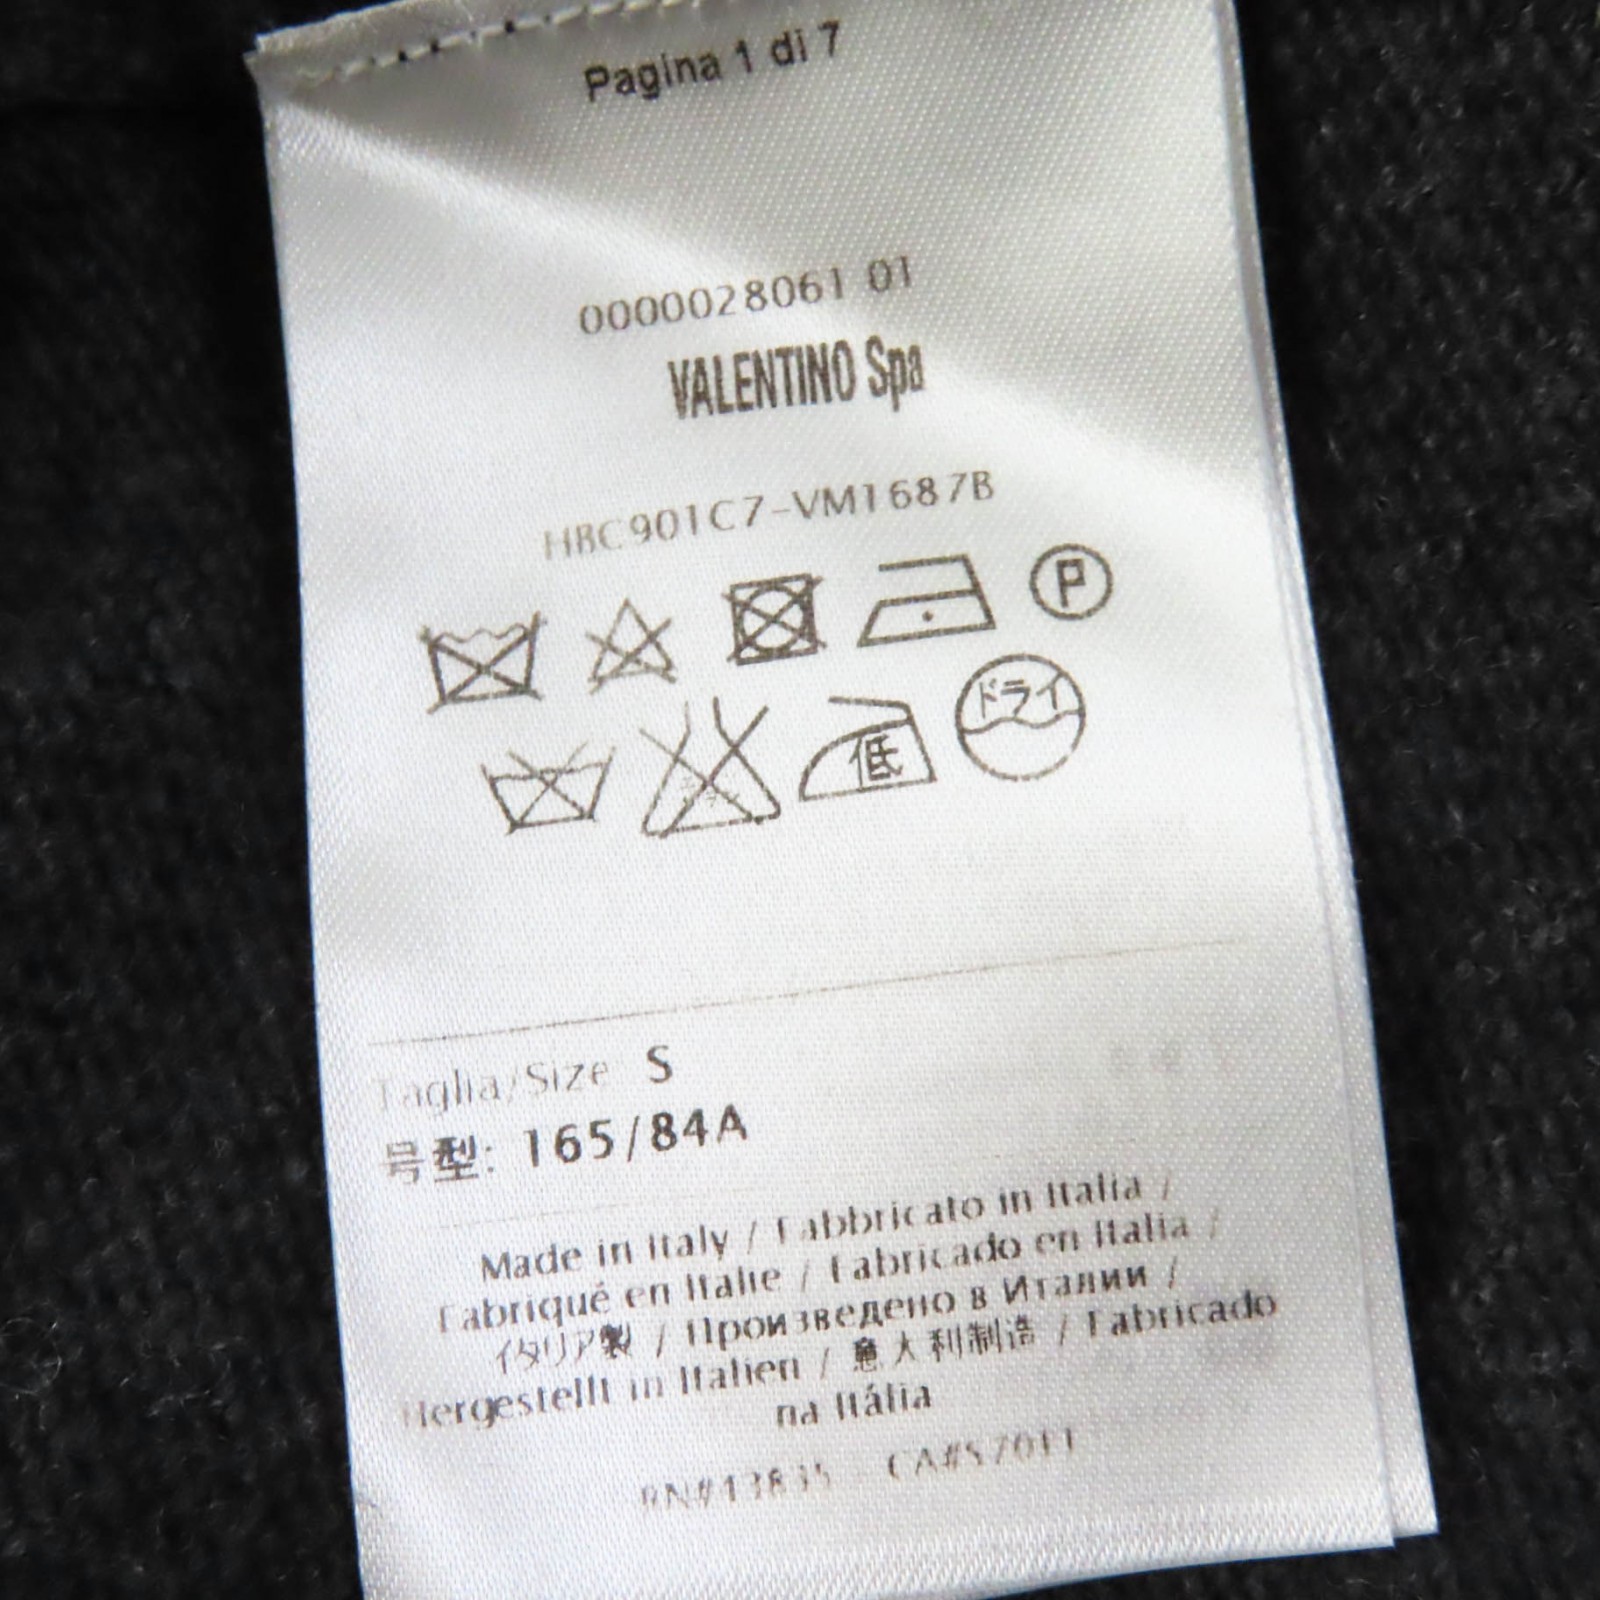 Pagina 1 di 7
0000028061 01
VALENTINO Spa
HBC901C7-VM1687B
P
ドライ
低
Taglia/Size S
号型: 165/84A
Made in Italy / Fabbricato in Italia /
Fabriqué en Italie / Fabricado en Italia /
イタリア製 / Произведено в Италии /
Hergestellt in Italien / 意大利制造 / Fabricado
na Itália